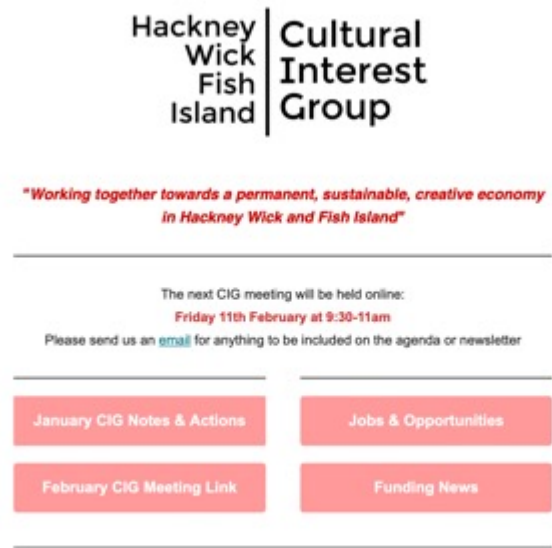 Hackney
Wick
Fish
Island
Cultural
Interest
Group
"Working together towards a permanent, sustainable, creative economy
in Hackney Wick and Fish Island"
The next CIG meeting will be held online:
Friday 11th February at 9:30-11am
Please send us an email for anything to be included on the agenda or newsletter
January CIG Notes & Actions
Jobs & Opportunities
February CIG Meeting Link
Funding News